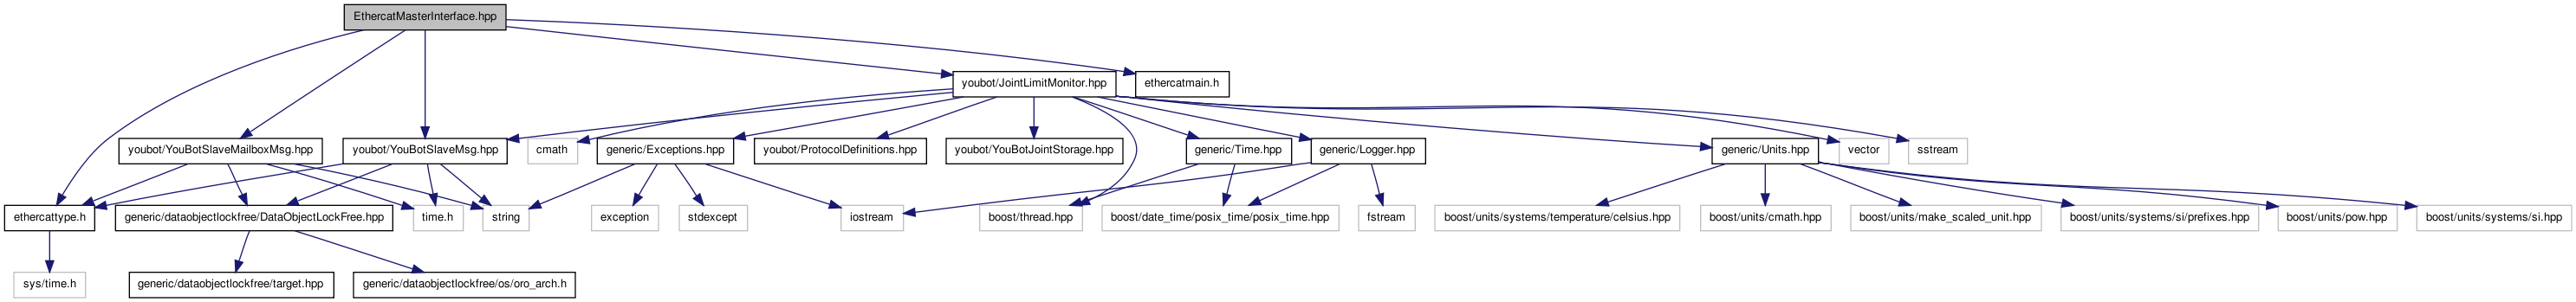 EthercatMasterInterface.hpp
youbot/JointLimitMonitor.hpp
ethercatmain.h
youbot/YouBotSlaveMailboxMsg.hpp
youbot/YouBotSlaveMsg.hpp
cmath
generic/Exceptions.hpp
youbot/ProtocolDefinitions.hpp
youbot/YouBotJointStorage.hpp
generic/Time.hpp
generic/Logger.hpp
generic/Units.hpp
vector
sstream
ethercattype.h
generic/dataobjectlockfree/DataObjectLockFree.hpp
time.h
string
exception
stdexcept
iostream
boost/thread.hpp
boost/date_time/posix_time/posix_time.hpp
fstream
boost/units/systems/temperature/celsius.hpp
boost/units/cmath.hpp
boost/units/make_scaled_unit.hpp
boost/units/systems/si/prefixes.hpp
boost/units/pow.hpp
boost/units/systems/si.hpp
sys/time.h
generic/dataobjectlockfree/target.hpp
generic/dataobjectlockfree/os/oro_arch.h